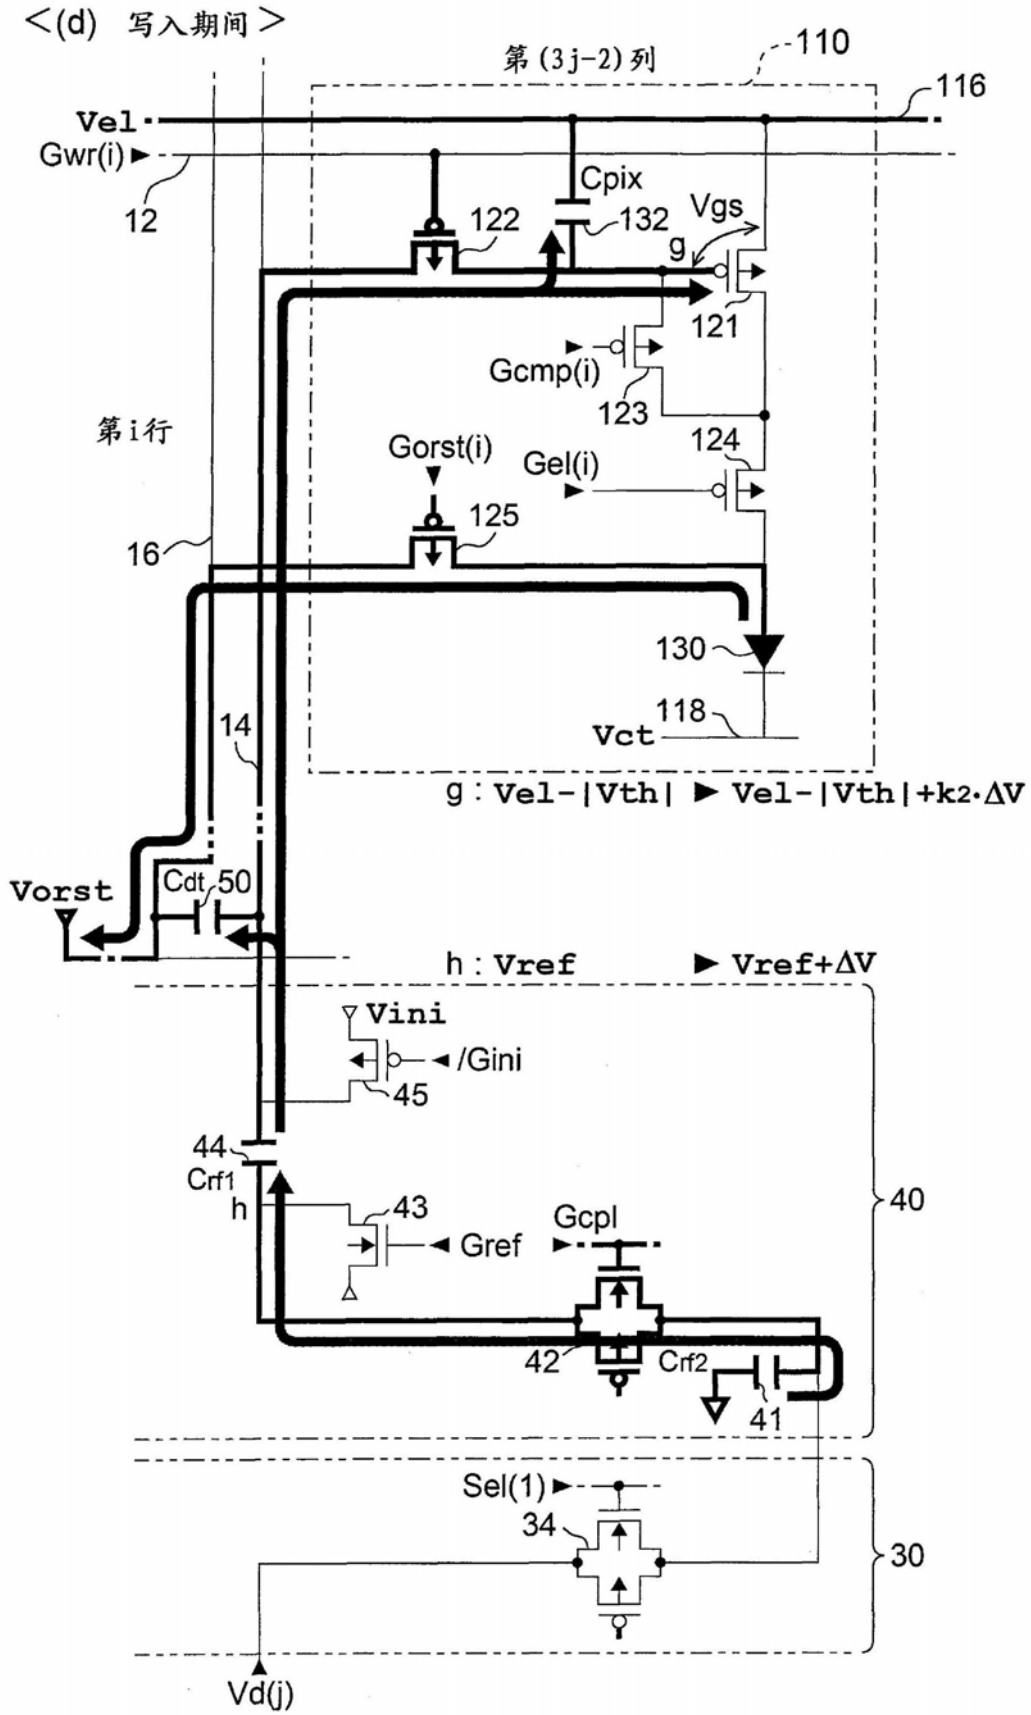 <(d) 写入期间>
第(3j-2)列
110
116
Vel
Gwr(i)
12
Cpix
122
132
Vgs
g
121
Gcmp(i)
123
第i行
Gorst(i)
Gel(i)
124
125
16
130
14
118
Vct
g : Vel-|Vth| ► Vel-|Vth|+k2·ΔV
Vorst
Cdt
50
h : Vref ► Vref+ΔV
Vini
/Gini
45
44
Crf1
h
43
Gref
Gcpl
40
42
Crf2
41
Sel(1)
34
30
Vd(j)